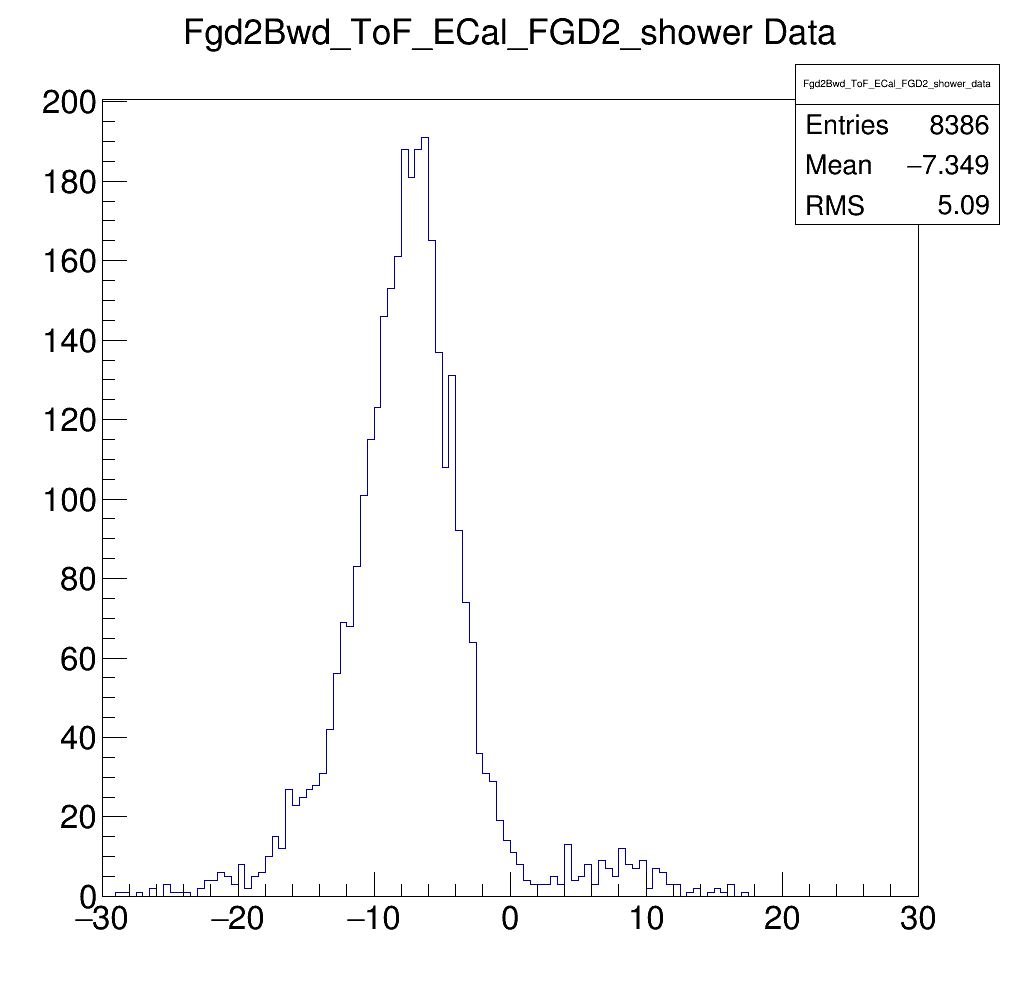 Fgd2Bwd_ToF_ECal_FGD2_shower Data
Fgd2Bwd_ToF_ECal_FGD2_shower_data
Entries 8386
Mean −7.349
RMS 5.09
200
180
160
140
120
100
80
60
40
20
0
−30 −20 −10 0 10 20 30